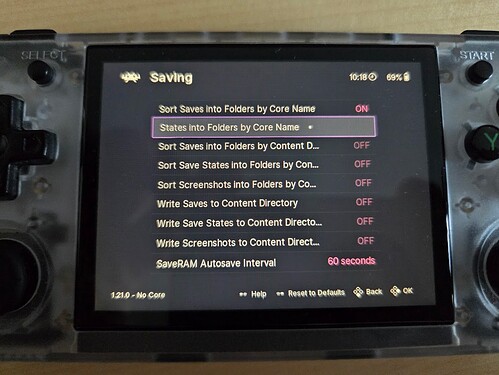 SELECT
START
Saving
10:18 69%
Sort Saves into Folders by Core Name ON
States into Folders by Core Name
Sort Saves into Folders by Content D... OFF
Sort Save States into Folders by Con... OFF
Sort Screenshots into Folders by Co... OFF
Write Saves to Content Directory OFF
Write Save States to Content Directo... OFF
Write Screenshots to Content Direct... OFF
SaveRAM Autosave Interval 60 seconds
1.21.0 - No Core Help Reset to Defaults Back OK
Y